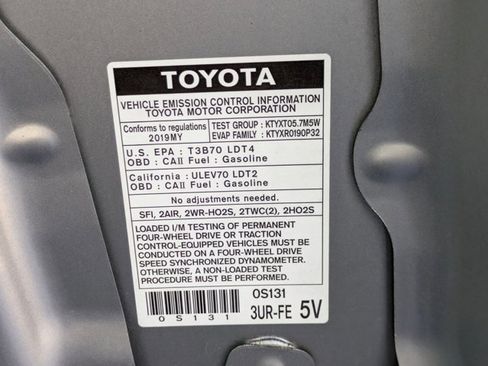 TOYOTA
VEHICLE EMISSION CONTROL INFORMATION
TOYOTA MOTOR CORPORATION
Conforms to regulations
2019MY
TEST GROUP : KTYXT05.7M5W
EVAP FAMILY : KTYXR0190P32
U.S. EPA : T3B70 LDT4
OBD : CAII Fuel : Gasoline
California : ULEV70 LDT2
OBD : CAII Fuel : Gasoline
No adjustments needed.
SFI, 2AIR, 2WR-HO2S, 2TWC(2), 2HO2S
LOADED I/M TESTING OF PERMANENT
FOUR-WHEEL DRIVE OR TRACTION
CONTROL-EQUIPPED VEHICLES MUST BE
CONDUCTED ON A FOUR-WHEEL DRIVE
SPEED SYNCHRONIZED DYNAMOMETER.
OTHERWISE, A NON-LOADED TEST
PROCEDURE MUST BE PERFORMED.
0S131
0S131
3UR-FE 5V